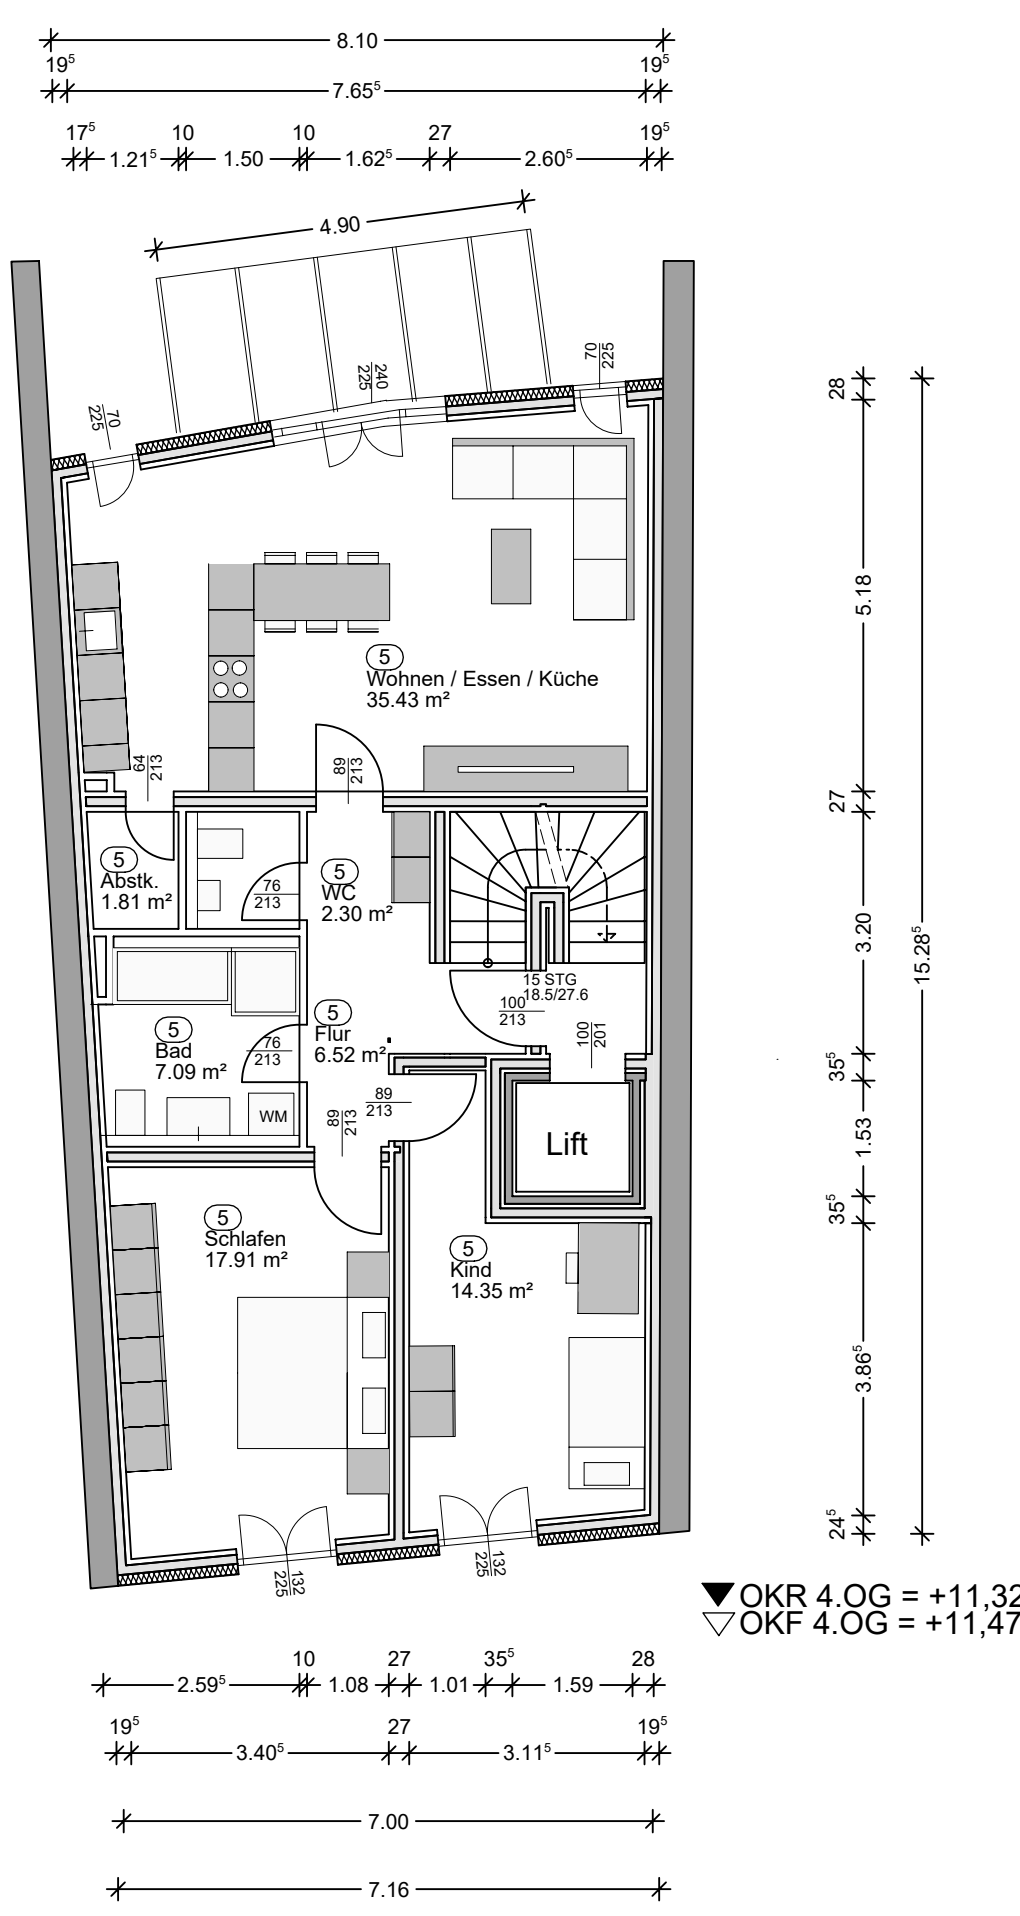 8.10
19⁵ 19⁵
7.65⁵
17⁵ 10 10 27 19⁵
1.21⁵ 1.50 1.62⁵ 2.60⁵
4.90
70
225
240
225
70
225
28
5.18
5
Wohnen / Essen / Küche
35.43 m²
64
213
89
213
27
5
Abstk.
1.81 m²
76
213
5
WC
2.30 m²
3.20
15.28⁵
15 STG
18.5/27.6
100
213
100
201
5
Flur
6.52 m²
5
Bad
7.09 m²
76
213
35⁵
WM
89
213
89
213
Lift
1.53
35⁵
5
Schlafen
17.91 m²
5
Kind
14.35 m²
3.86⁵
24⁵
132
225
132
225
OKR 4.OG = +11,32
OKF 4.OG = +11,47
10 27 35⁵ 28
2.59⁵ 1.08 1.01 1.59
19⁵ 27 19⁵
3.40⁵ 3.11⁵
7.00
7.16